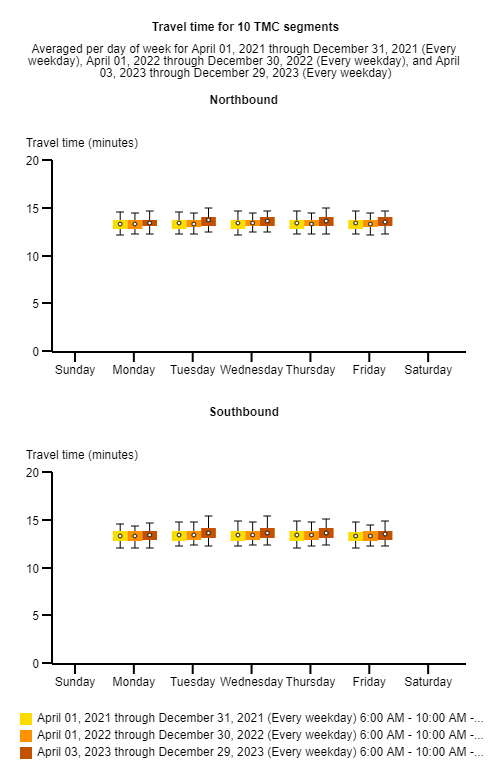 Travel time for 10 TMC segments
Averaged per day of week for April 01, 2021 through December 31, 2021 (Every
weekday), April 01, 2022 through December 30, 2022 (Every weekday), and April
03, 2023 through December 29, 2023 (Every weekday)
Northbound
Travel time (minutes)
20
15
10
5
0
Sunday Monday Tuesday Wednesday Thursday Friday Saturday
Southbound
Travel time (minutes)
20
15
10
5
0
Sunday Monday Tuesday Wednesday Thursday Friday Saturday
April 01, 2021 through December 31, 2021 (Every weekday) 6:00 AM - 10:00 AM -...
April 01, 2022 through December 30, 2022 (Every weekday) 6:00 AM - 10:00 AM -...
April 03, 2023 through December 29, 2023 (Every weekday) 6:00 AM - 10:00 AM -...